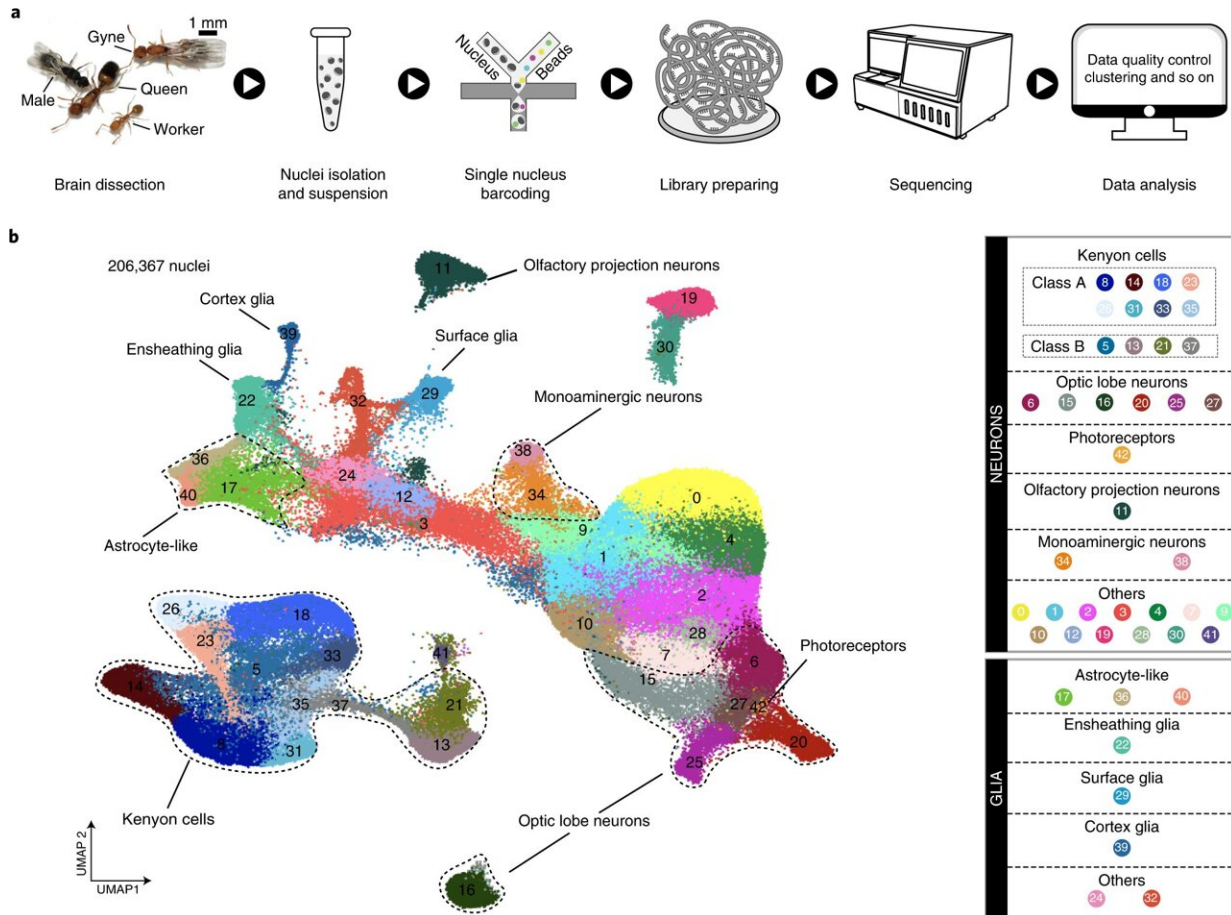 a
1 mm
Gyne
Male
Queen
Worker
Nucleus
Beads
Data quality control
clustering and so on
Brain dissection
Nuclei isolation
and suspension
Single nucleus
barcoding
Library preparing
Sequencing
Data analysis
b
206,367 nuclei
11
Olfactory projection neurons
19
30
Cortex glia
39
Ensheathing glia
22
Surface glia
29
32
Monoaminergic neurons
38
34
36
17
40
24
12
3
Astrocyte-like
0
9
4
1
2
10
28
7
Photoreceptors
6
15
27
42
20
25
26
18
23
5
33
14
35
37
41
21
8
31
13
Kenyon cells
Optic lobe neurons
16
UMAP 2
UMAP1
NEURONS
Kenyon cells
Class A
8 14 18 23
31 33 35
Class B
5 13 21 37
Optic lobe neurons
6 15 16 20 25 27
Photoreceptors
42
Olfactory projection neurons
11
Monoaminergic neurons
34 38
Others
0 1 2 3 4 7 9
10 12 19 28 30 41
GLIA
Astrocyte-like
17 36 40
Ensheathing glia
22
Surface glia
29
Cortex glia
39
Others
24 32